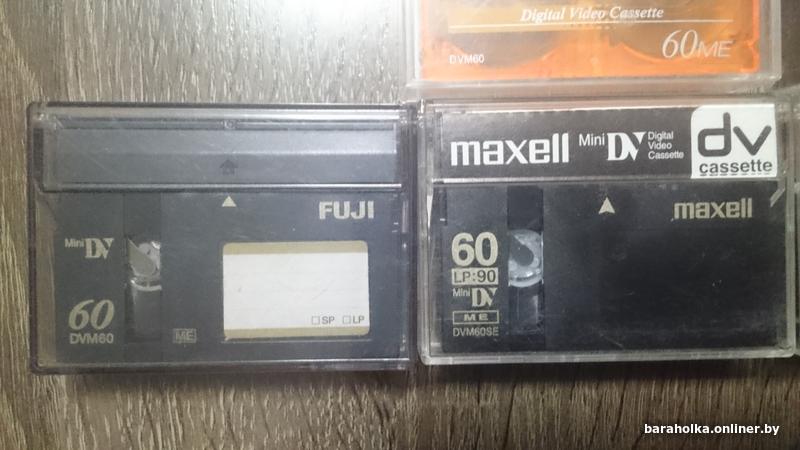 Digital Video Cassette
DVM60
60ME
FUJI
Mini DV
60
DVM60
ME
SP LP
maxell Mini DV Digital Video Cassette
dv cassette
maxell
60
LP:90
Mini DV
ME
DVM60SE
baraholka.onliner.by